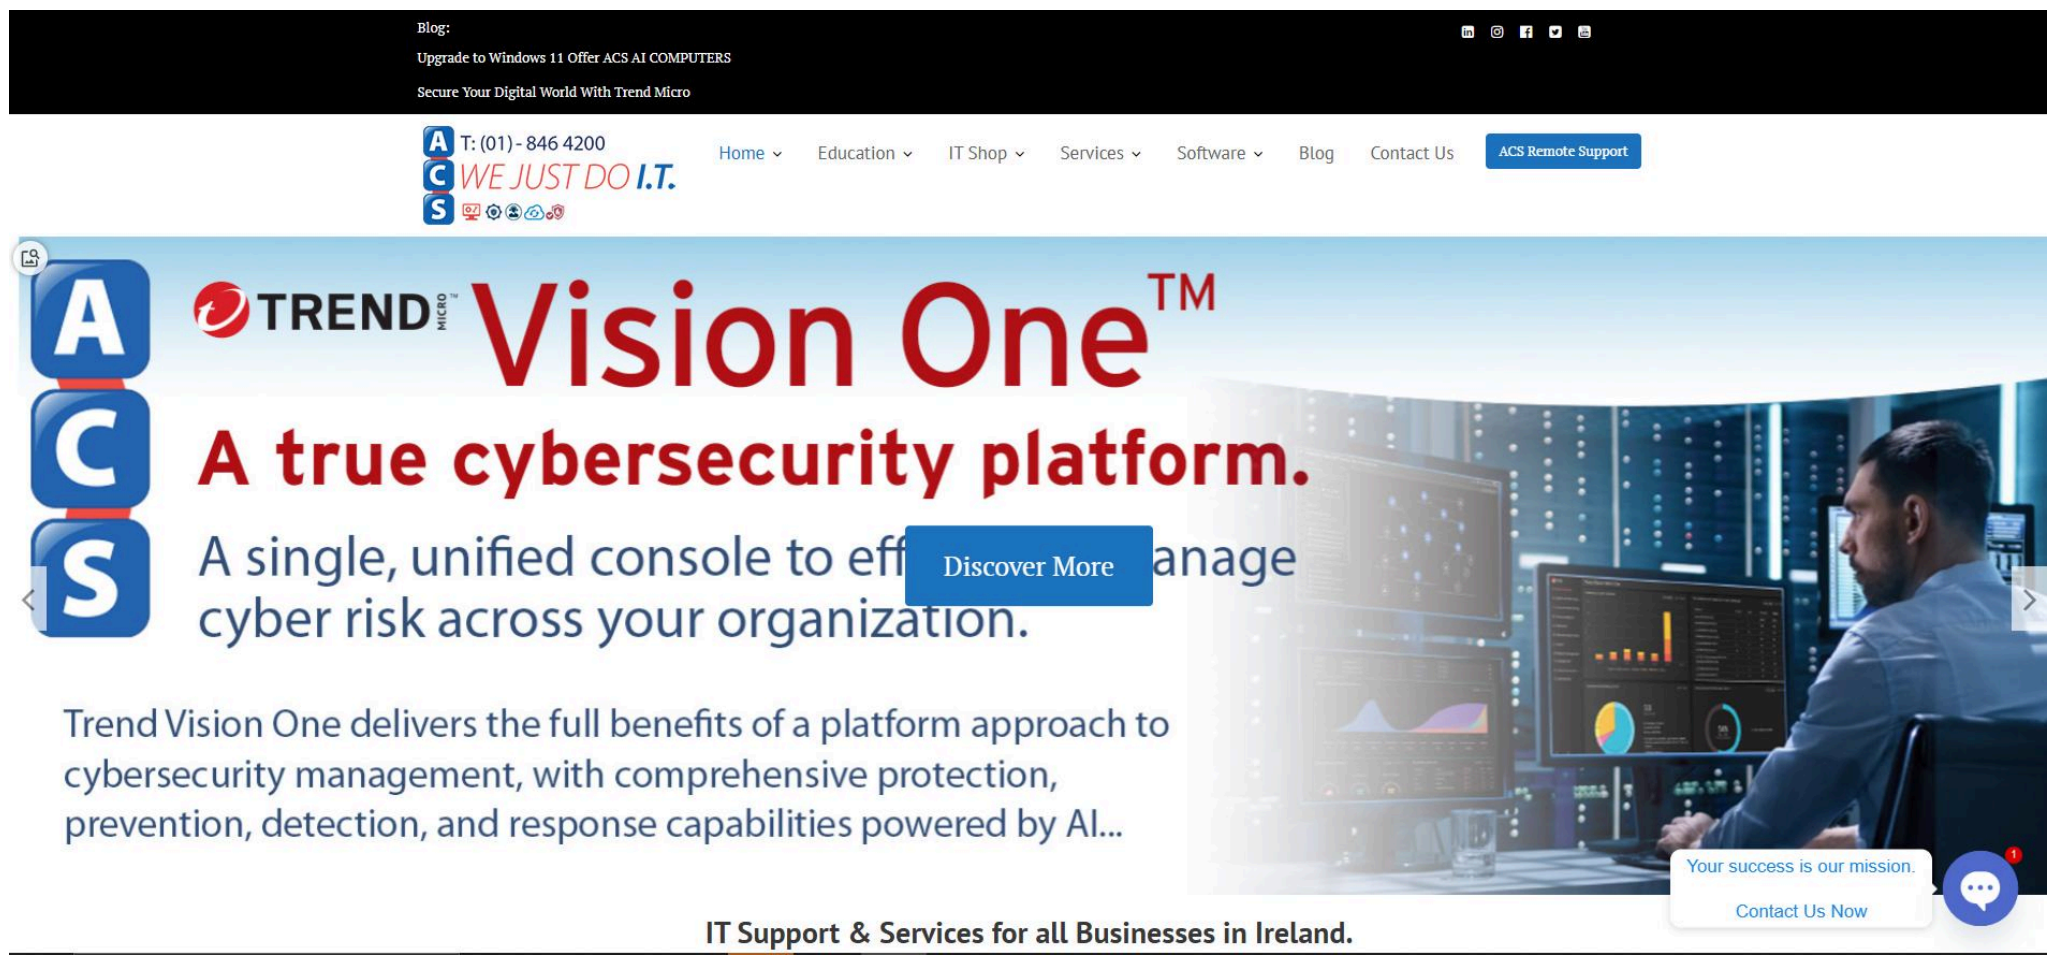 Blog:
Upgrade to Windows 11 Offer ACS AI COMPUTERS
Secure Your Digital World With Trend Micro
A C S
T: (01) - 846 4200
WE JUST DO I.T.
Home
Education
IT Shop
Services
Software
Blog
Contact Us
ACS Remote Support
A
C
S
TREND MICRO™ Vision One™
A true cybersecurity platform.
A single, unified console to eff
Discover More
anage
cyber risk across your organization.
Trend Vision One delivers the full benefits of a platform approach to
cybersecurity management, with comprehensive protection,
prevention, detection, and response capabilities powered by AI...
Your success is our mission.
Contact Us Now
1
IT Support & Services for all Businesses in Ireland.